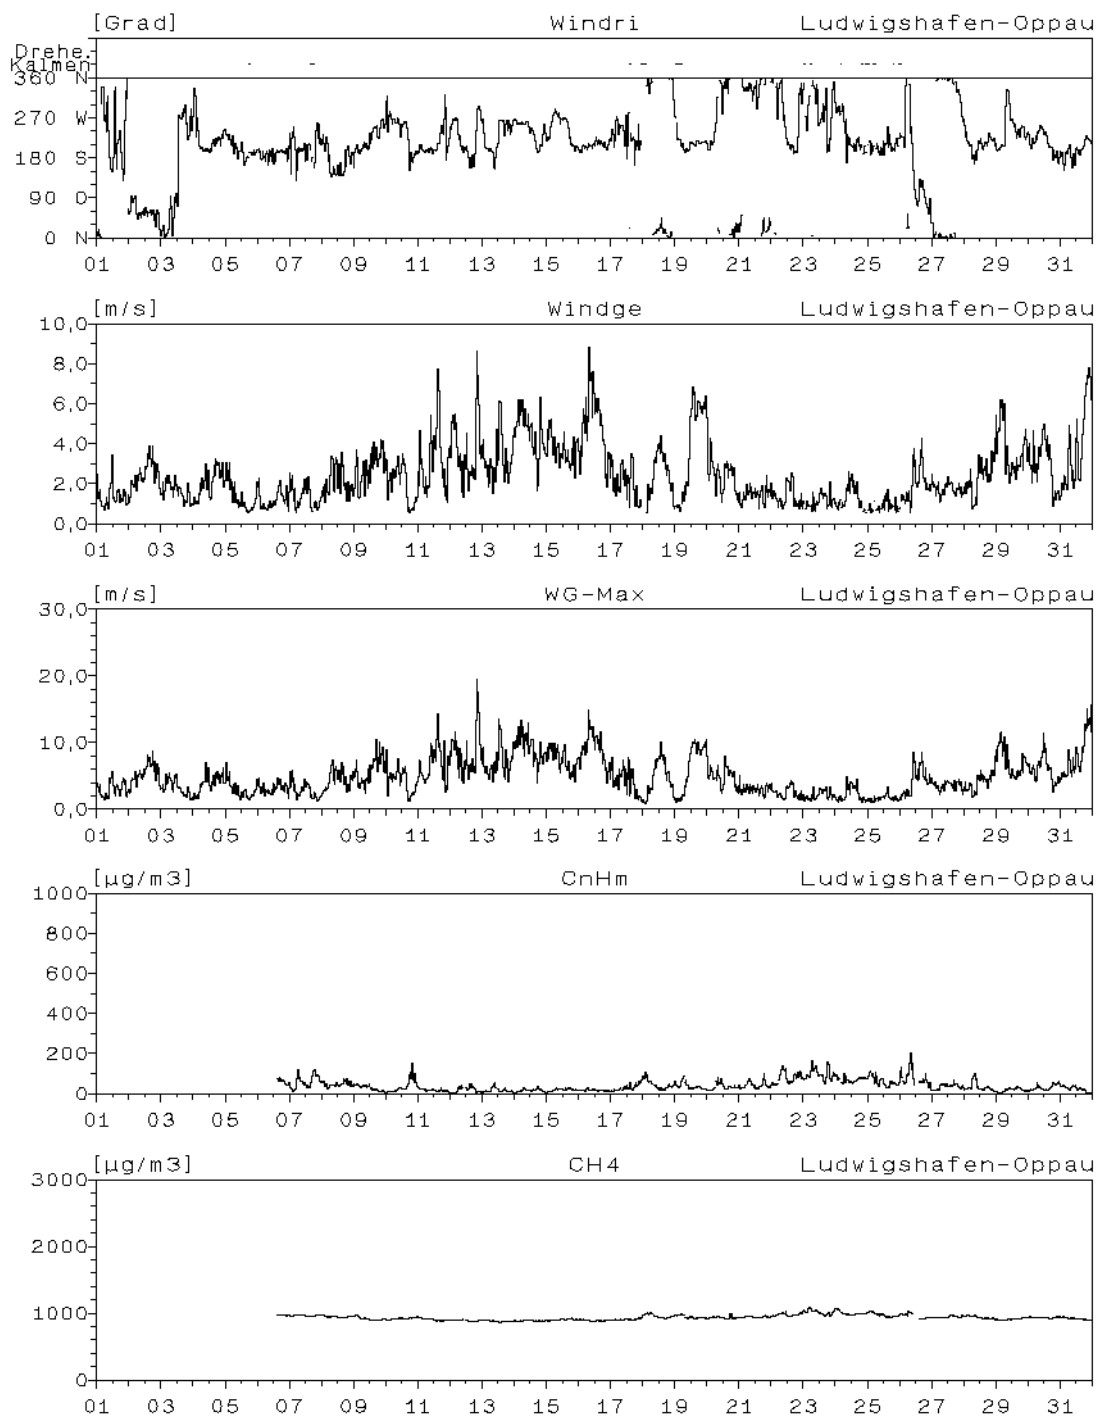 [Grad] Windri Ludwigshafen-Oppau
Drehe.
Kalmen
360 N
270 W
180 S
90 O
0 N
01 03 05 07 09 11 13 15 17 19 21 23 25 27 29 31
[m/s] Windge Ludwigshafen-Oppau
10,0
8,0
6,0
4,0
2,0
0,0
01 03 05 07 09 11 13 15 17 19 21 23 25 27 29 31
[m/s] WG-Max Ludwigshafen-Oppau
30,0
20,0
10,0
0,0
01 03 05 07 09 11 13 15 17 19 21 23 25 27 29 31
[µg/m3] CnHm Ludwigshafen-Oppau
1000
800
600
400
200
0
01 03 05 07 09 11 13 15 17 19 21 23 25 27 29 31
[µg/m3] CH4 Ludwigshafen-Oppau
3000
2000
1000
0
01 03 05 07 09 11 13 15 17 19 21 23 25 27 29 31